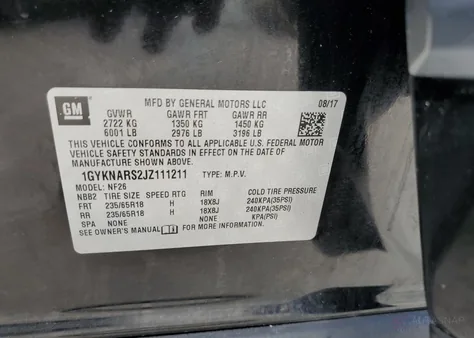 GM
MFD BY GENERAL MOTORS LLC 08/17
GVWR GAWR FRT GAWR RR
2722 KG 1350 KG 1450 KG
6001 LB 2976 LB 3196 LB
THIS VEHICLE CONFORMS TO ALL APPLICABLE U.S. FEDERAL MOTOR
VEHICLE SAFETY STANDARDS IN EFFECT ON THE DATE OF
MANUFACTURE SHOWN ABOVE.
1GYKNARS2JZ111211 TYPE: M.P.V.
MODEL: NF26
NBB2 TIRE SIZE SPEED RTG RIM COLD TIRE PRESSURE
FRT 235/65R18 H 18X8J 240KPA(35PSI)
RR 235/65R18 H 18X8J 240KPA(35PSI)
SPA NONE NONE KPA(PSI)
SEE OWNER'S MANUAL FOR MORE INFORMATION.